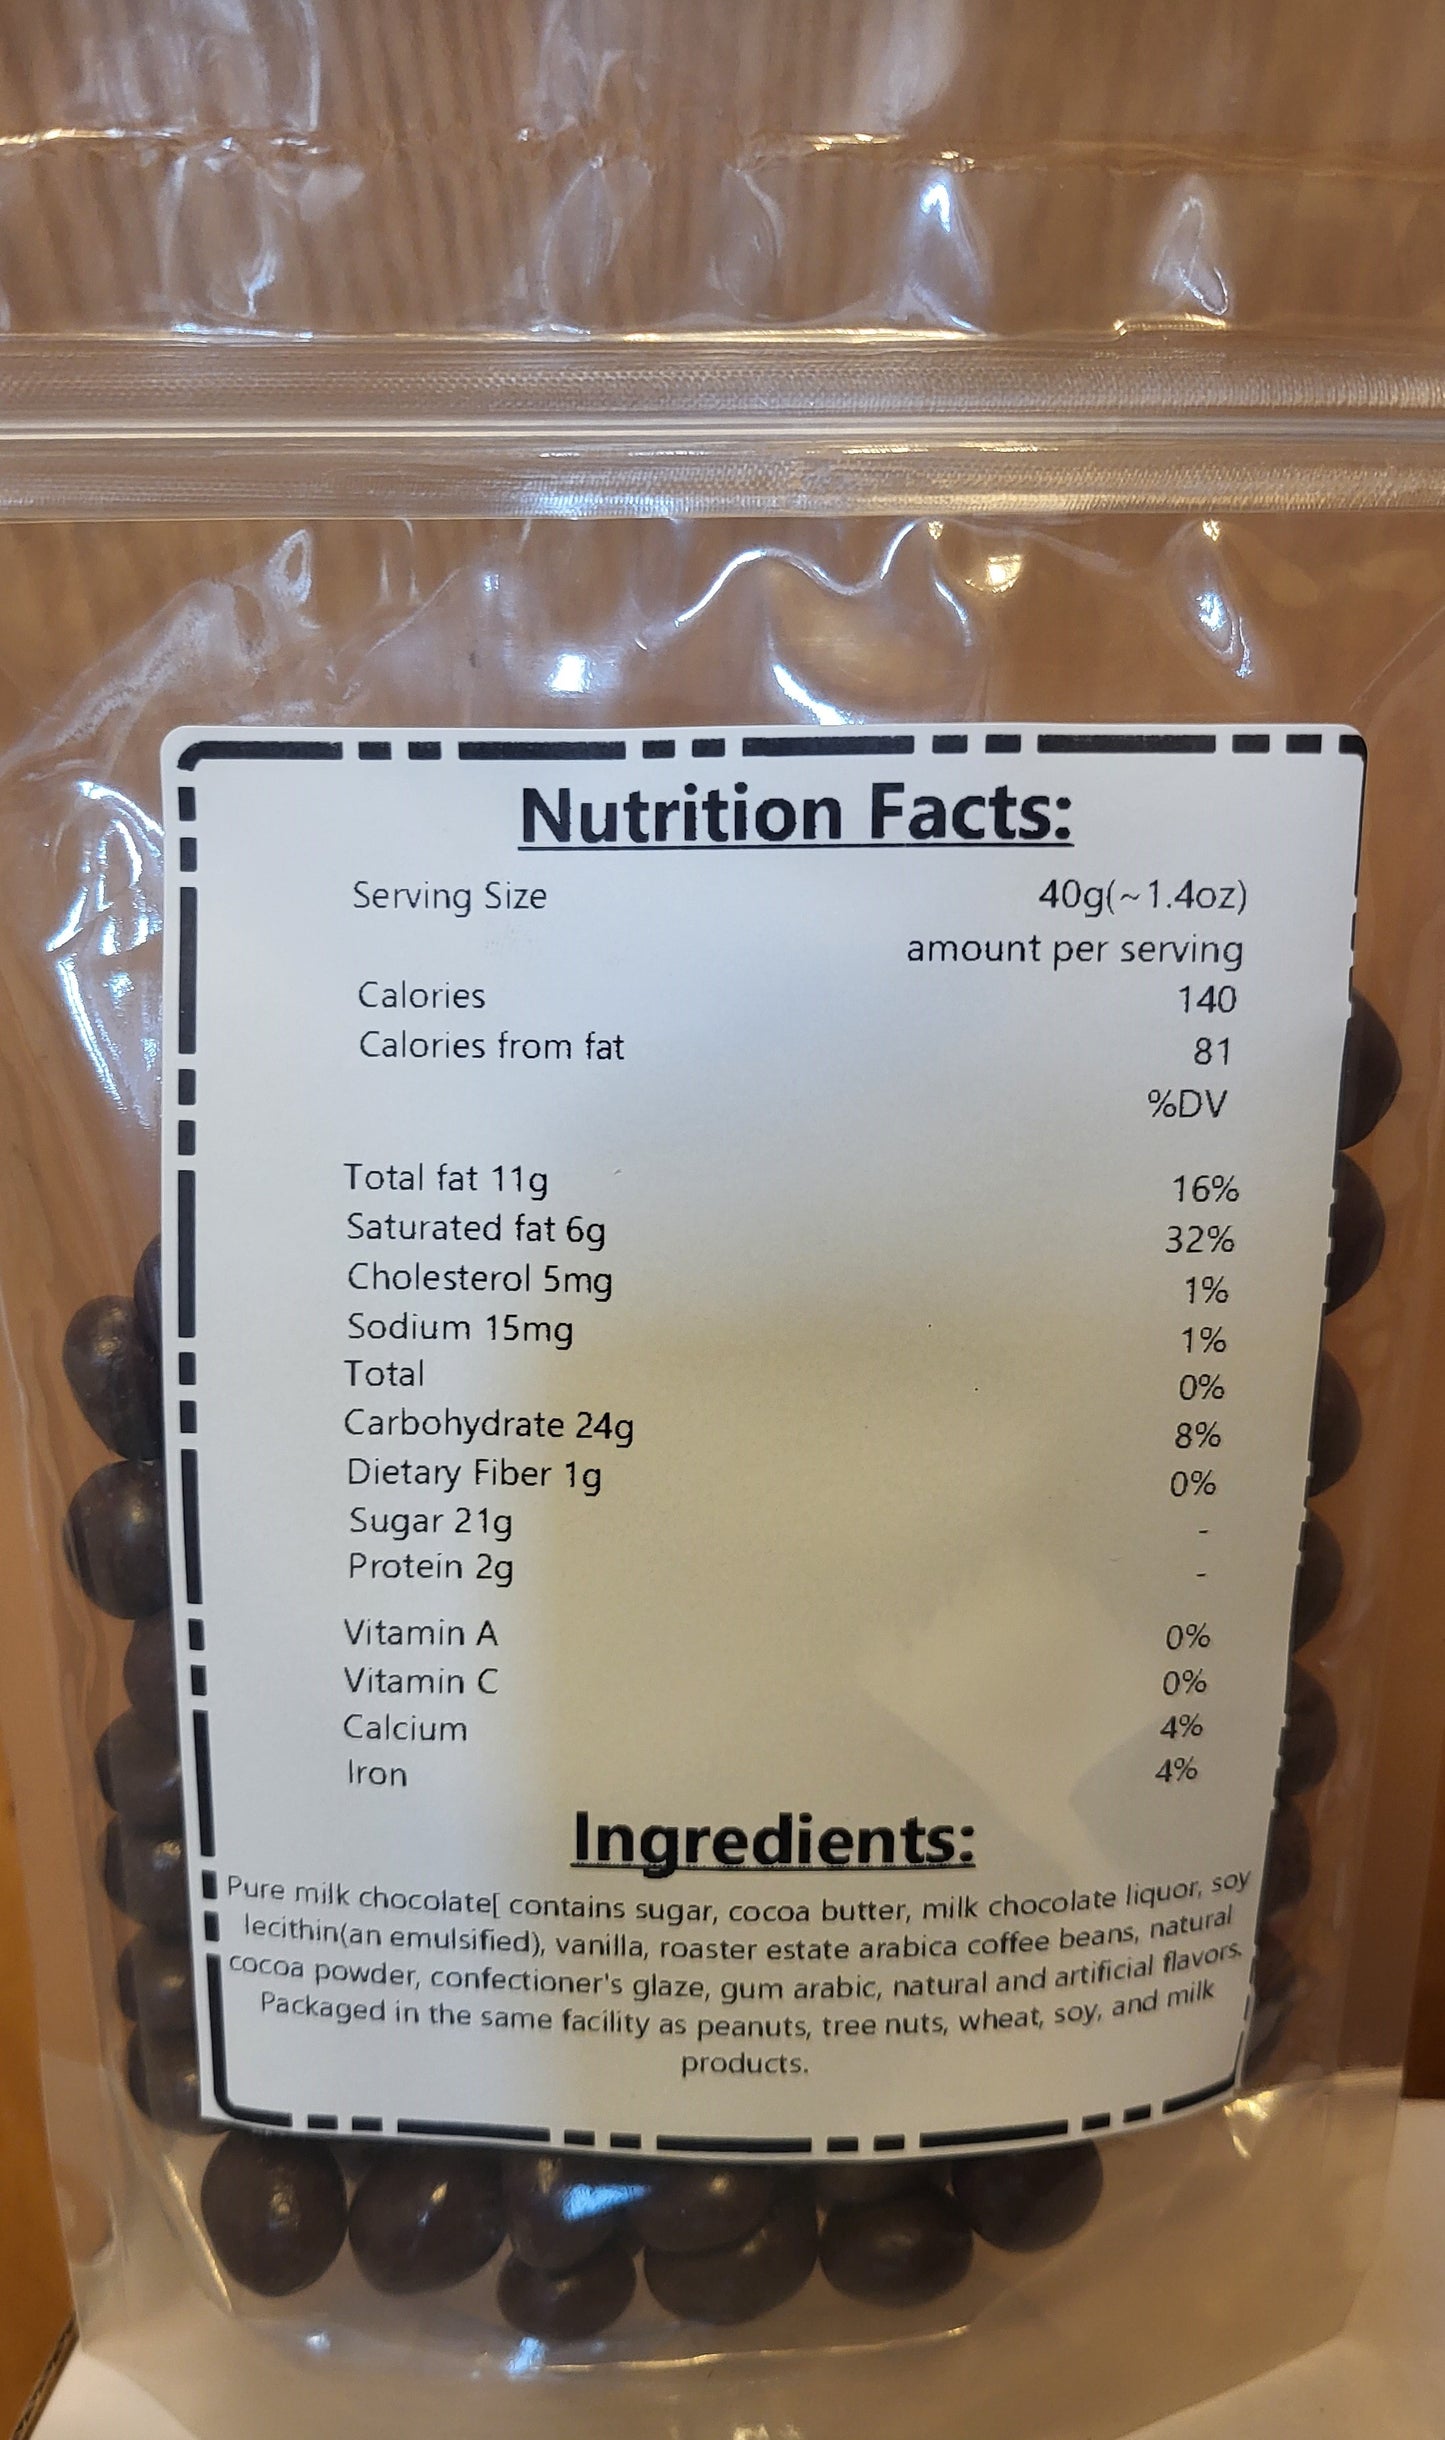 Nutrition Facts:
Serving Size 40g(~1.4oz)
amount per serving
Calories 140
Calories from fat 81
%DV
Total fat 11g 16%
Saturated fat 6g 32%
Cholesterol 5mg 1%
Sodium 15mg 1%
Total 0%
Carbohydrate 24g 8%
Dietary Fiber 1g 0%
Sugar 21g -
Protein 2g -
Vitamin A 0%
Vitamin C 0%
Calcium 4%
Iron 4%
Ingredients:
Pure milk chocolate[ contains sugar, cocoa butter, milk chocolate liquor, soy
lecithin(an emulsified), vanilla, roaster estate arabica coffee beans, natural
cocoa powder, confectioner's glaze, gum arabic, natural and artificial flavors.
Packaged in the same facility as peanuts, tree nuts, wheat, soy, and milk
products.